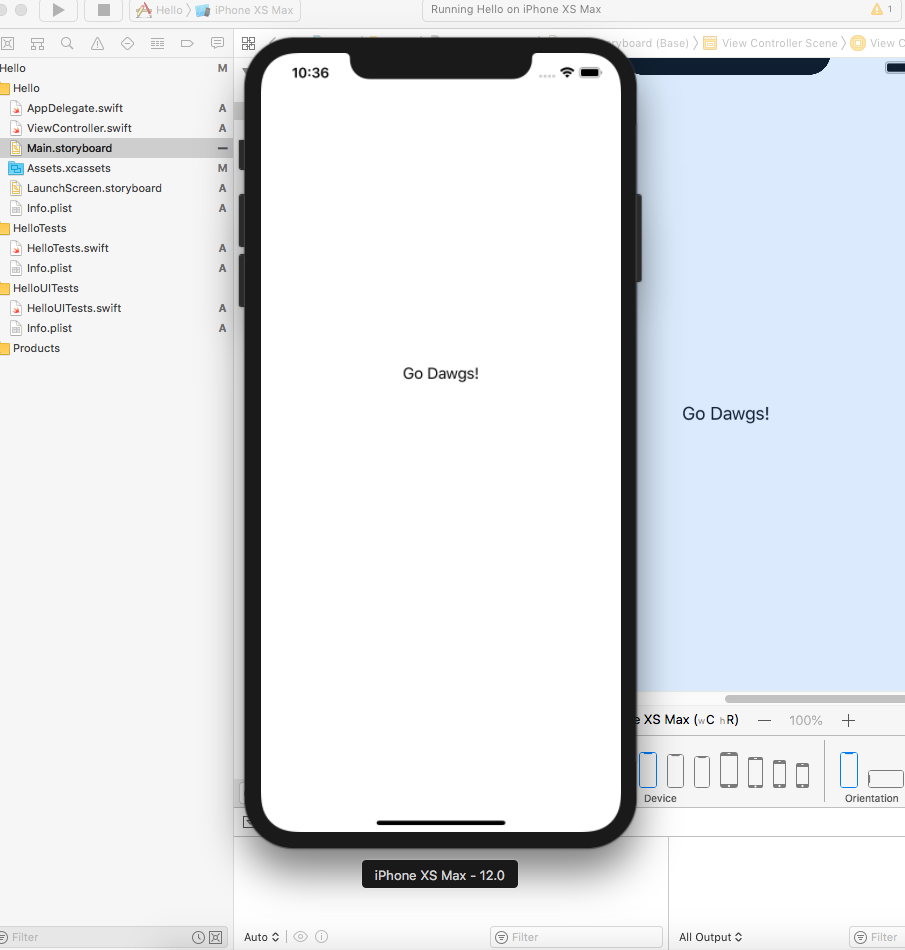 Hello iPhone XS Max
Running Hello on iPhone XS Max
1
yboard (Base) View Controller Scene View C
Hello M
Hello
AppDelegate.swift A
ViewController.swift A
Main.storyboard
Assets.xcassets M
LaunchScreen.storyboard A
Info.plist A
HelloTests
HelloTests.swift A
Info.plist A
HelloUITests
HelloUITests.swift A
Info.plist A
Products
10:36
Go Dawgs!
Go Dawgs!
e XS Max (wC hR)
100%
Device
Orientation
iPhone XS Max – 12.0
Filter
Auto
Filter
All Output
Filter